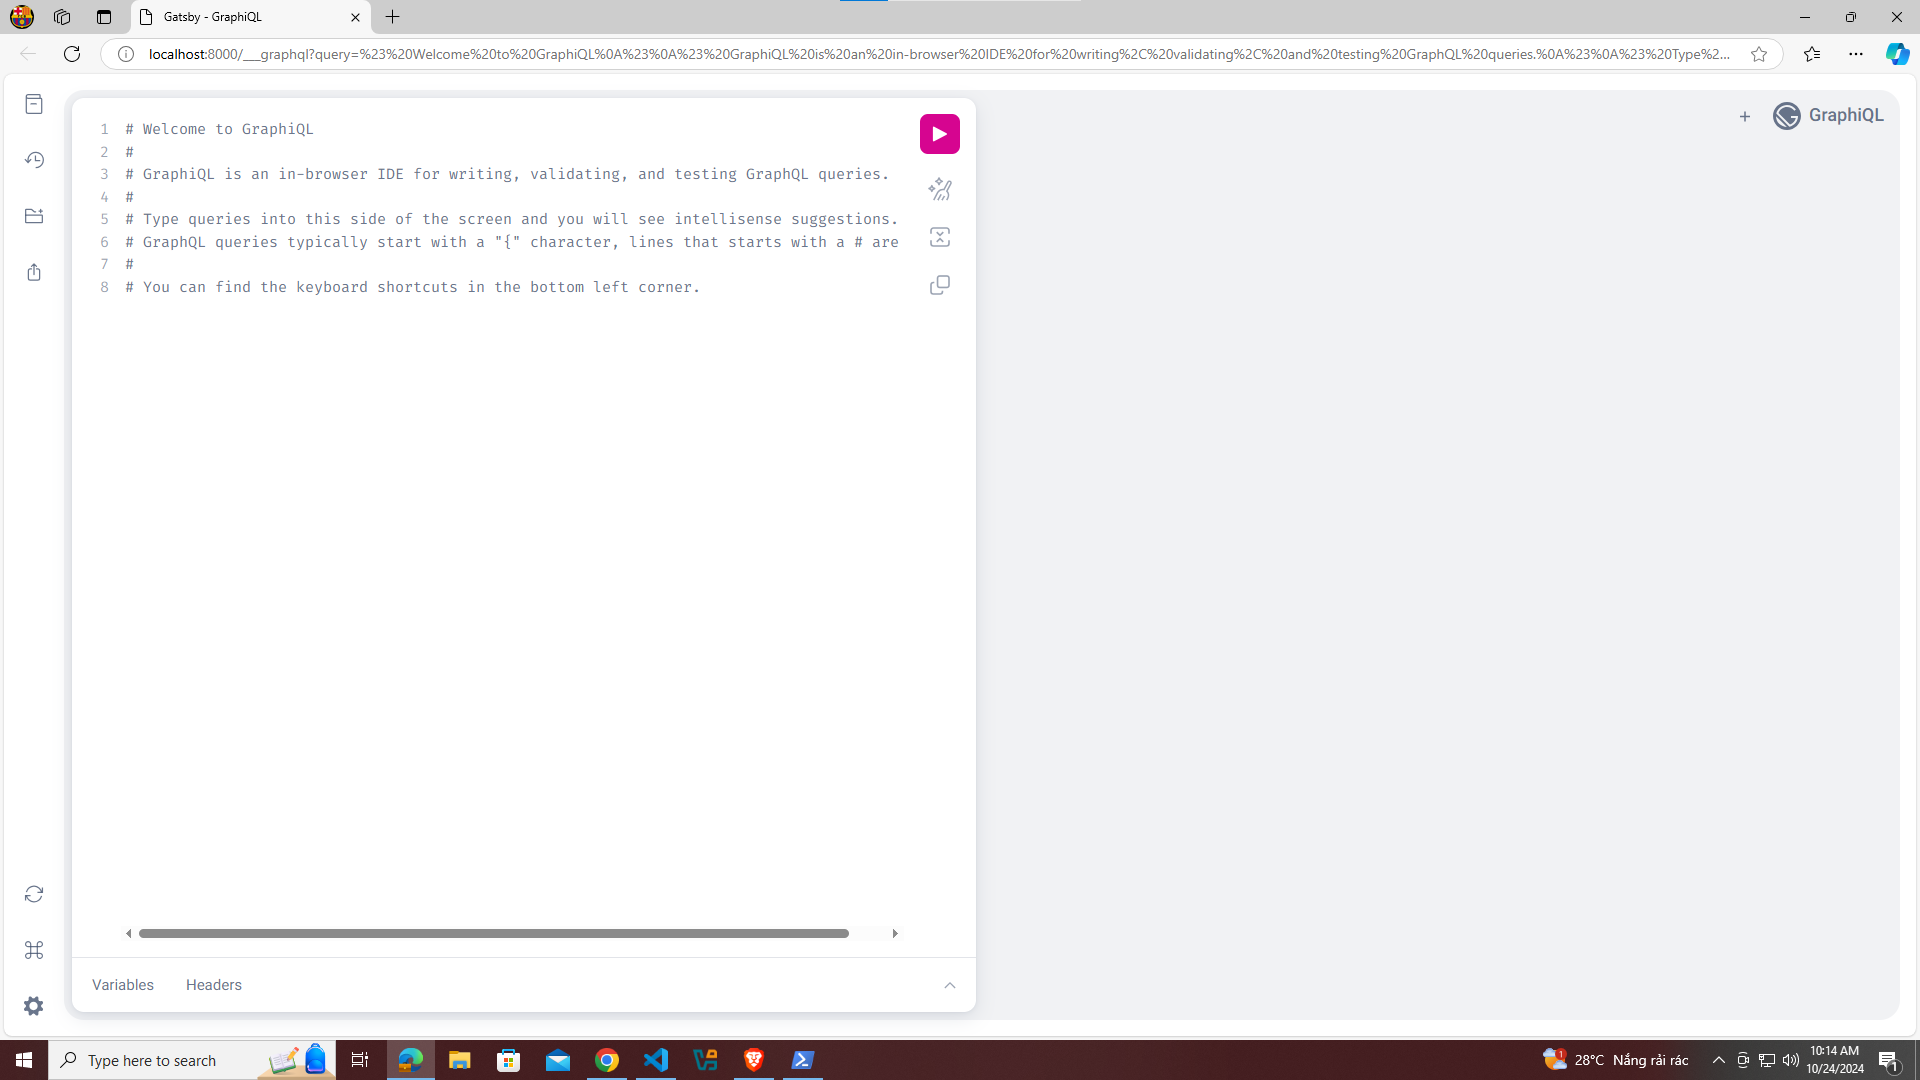 Gatsby - GraphiQL
localhost:8000/___graphql?query=%23%20Welcome%20to%20GraphiQL%0A%23%0A%23%20GraphiQL%20is%20an%20in-browser%20IDE%20for%20writing%2C%20validating%2C%20and%20testing%20GraphQL%20queries.%0A%23%0A%23%20Type%2...
GraphiQL
1 # Welcome to GraphiQL
2 #
3 # GraphiQL is an in-browser IDE for writing, validating, and testing GraphQL queries.
4 #
5 # Type queries into this side of the screen and you will see intellisense suggestions.
6 # GraphQL queries typically start with a "{" character, lines that starts with a # are
7 #
8 # You can find the keyboard shortcuts in the bottom left corner.
Variables Headers
Type here to search
1
28°C Nắng rải rác
10:14 AM
10/24/2024
1